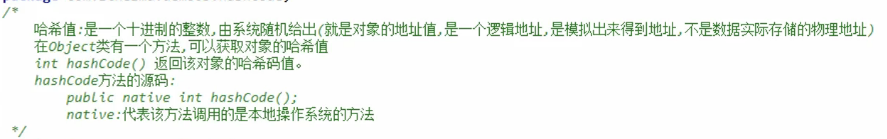 /*
哈希值:是一个十进制的整数,由系统随机给出(就是对象的地址值,是一个逻辑地址,是模拟出来得到地址,不是数据实际存储的物理地址)
在Object类有一个方法,可以获取对象的哈希值
int hashCode() 返回该对象的哈希码值。
hashCode方法的源码:
public native int hashCode();
native:代表该方法调用的是本地操作系统的方法
*/